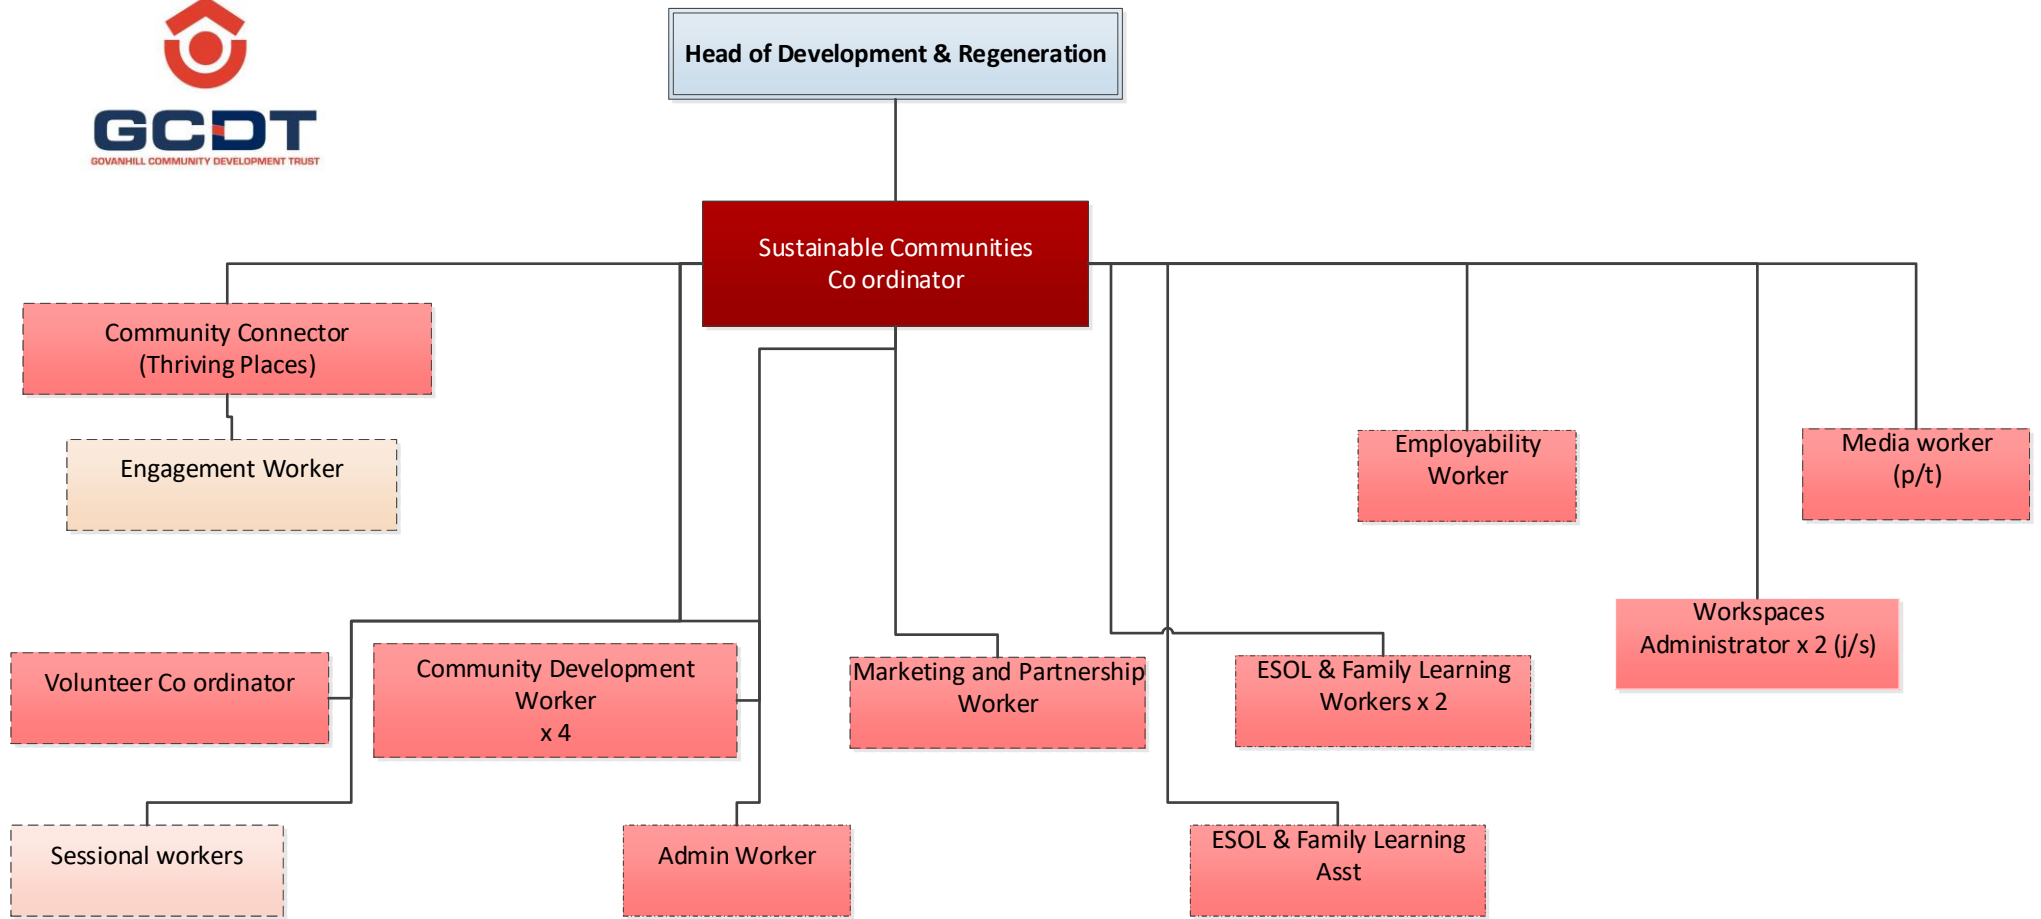 GCDT
GOVANHILL COMMUNITY DEVELOPMENT TRUST
Head of Development & Regeneration
Sustainable Communities
Co ordinator
Community Connector
(Thriving Places)
Engagement Worker
Employability
Worker
Media worker
(p/t)
Workspaces
Administrator x 2 (j/s)
Volunteer Co ordinator
Community Development
Worker
x 4
Marketing and Partnership
Worker
ESOL & Family Learning
Workers x 2
Sessional workers
Admin Worker
ESOL & Family Learning
Asst